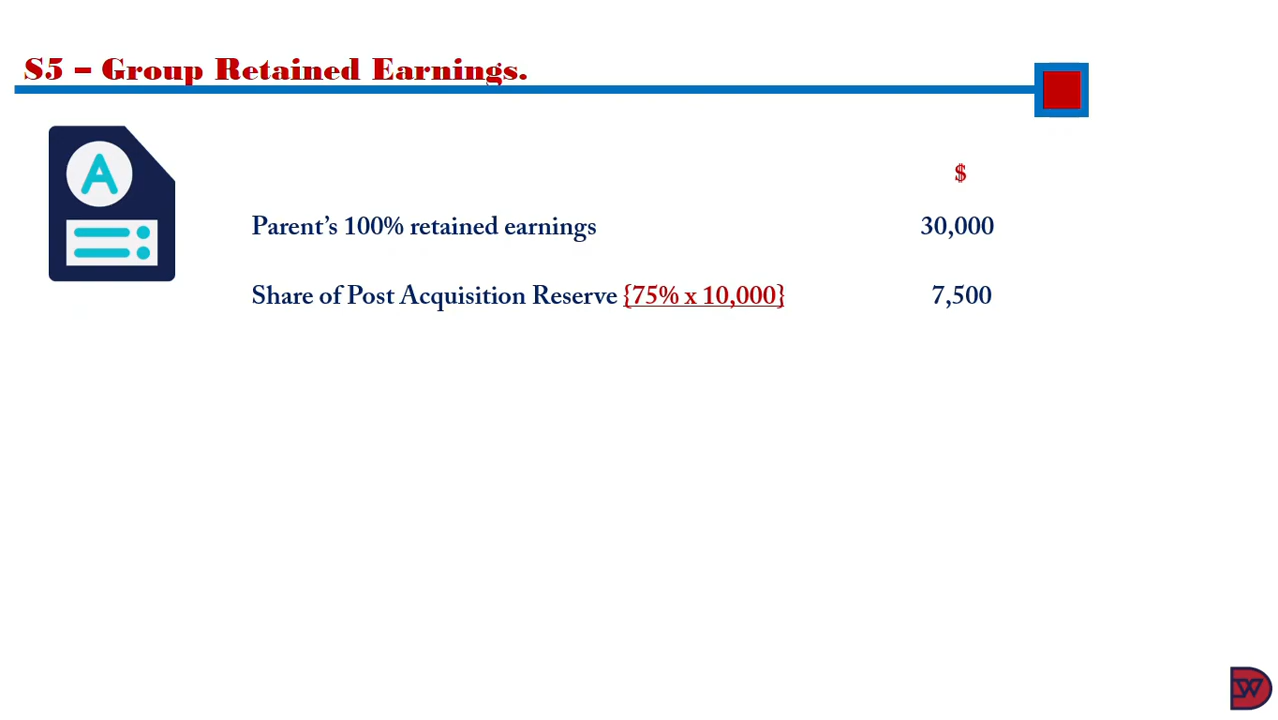 S5 – Group Retained Earnings.
A
$
Parent’s 100% retained earnings 30,000
Share of Post Acquisition Reserve {75% x 10,000} 7,500
DW